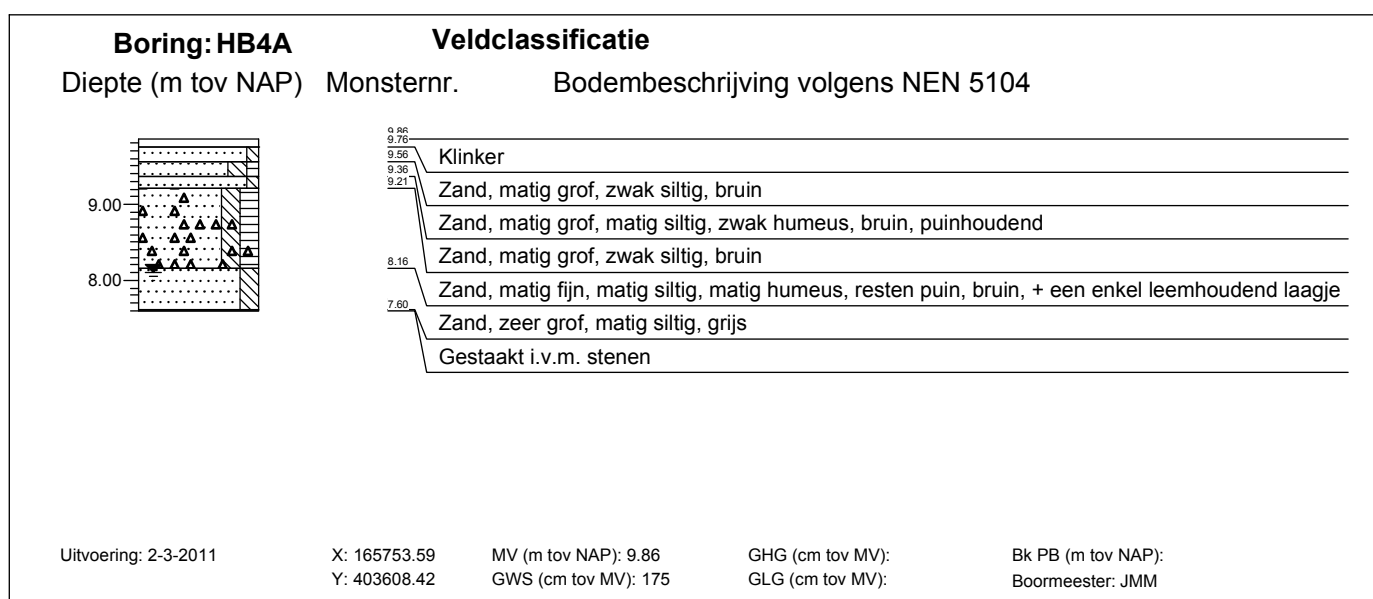 Boring: HB4A Veldclassificatie
Diepte (m tov NAP) Monsternr. Bodembeschrijving volgens NEN 5104
9.86
9.76
Klinker
9.56
9.36
9.21
Zand, matig grof, zwak siltig, bruin
9.00
Zand, matig grof, matig siltig, zwak humeus, bruin, puinhoudend
Zand, matig grof, zwak siltig, bruin
8.16
8.00
Zand, matig fijn, matig siltig, matig humeus, resten puin, bruin, + een enkel leemhoudend laagje
7.60
Zand, zeer grof, matig siltig, grijs
Gestaakt i.v.m. stenen
Uitvoering: 2-3-2011 X: 165753.59 MV (m tov NAP): 9.86 GHG (cm tov MV): Bk PB (m tov NAP):
Y: 403608.42 GWS (cm tov MV): 175 GLG (cm tov MV): Boormeester: JMM